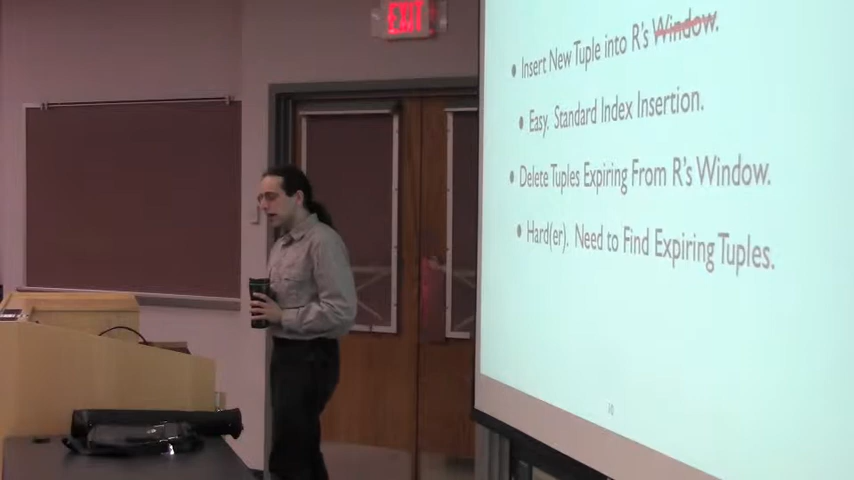 EXIT
Insert New Tuple into R's Window.
Easy. Standard Index Insertion.
Delete Tuples Expiring From R's Window.
Hard(er). Need to Find Expiring Tuples.